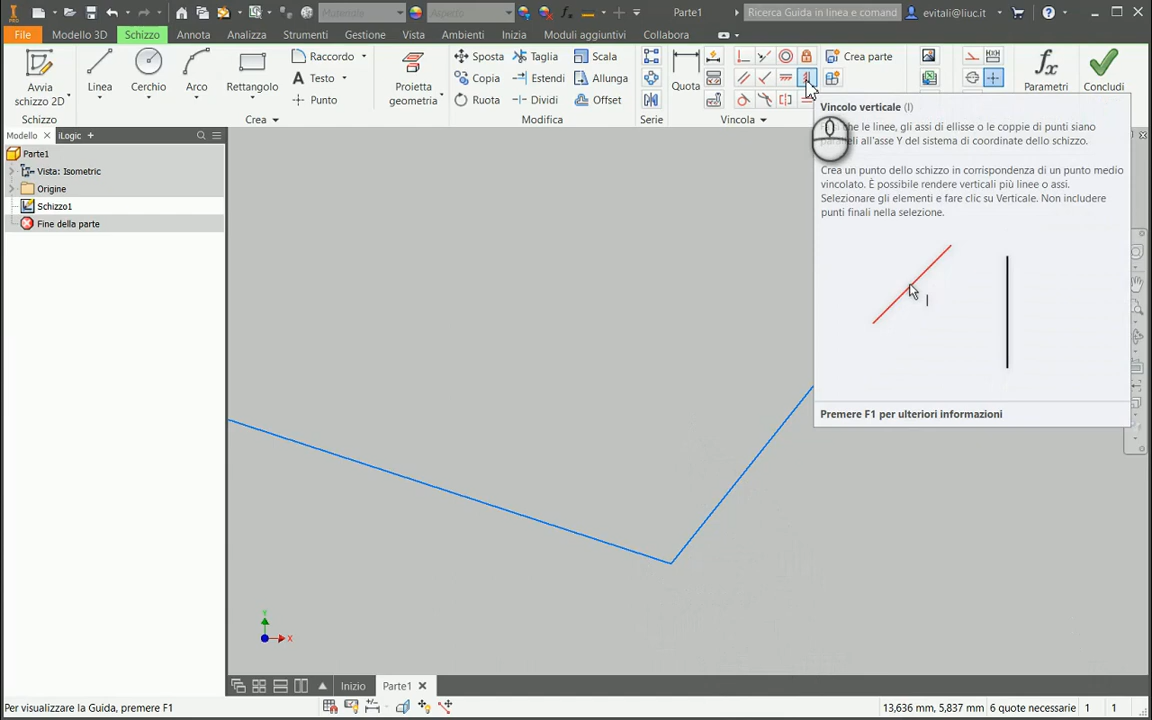 PRO
Materiale
Aspetto
Parte1
Ricerca Guida in linea e comand
evitali@liuc.it
File
Modello 3D
Schizzo
Annota
Analizza
Strumenti
Gestione
Vista
Ambienti
Inizia
Moduli aggiuntivi
Collabora
Avvia
schizzo 2D
Linea
Cerchio
Arco
Rettangolo
Raccordo
Testo
Punto
Proietta
geometria
Sposta
Copia
Ruota
Taglia
Estendi
Dividi
Scala
Allunga
Offset
Quota
Crea parte
Parametri
Concludi
Schizzo
Crea
Modifica
Serie
Vincola
Modello
iLogic
Parte1
Vista: Isometric
Origine
Schizzo1
Fine della parte
Vincolo verticale (I)
che le linee, gli assi di ellisse o le coppie di punti siano
all'asse Y del sistema di coordinate dello schizzo.
Crea un punto dello schizzo in corrispondenza di un punto medio
vincolato. È possibile rendere verticali più linee o assi.
Selezionare gli elementi e fare clic su Verticale. Non includere
punti finali nella selezione.
Premere F1 per ulteriori informazioni
Y
X
Inizio
Parte1
Per visualizzare la Guida, premere F1
13,636 mm, 5,837 mm
6 quote necessarie
1
1